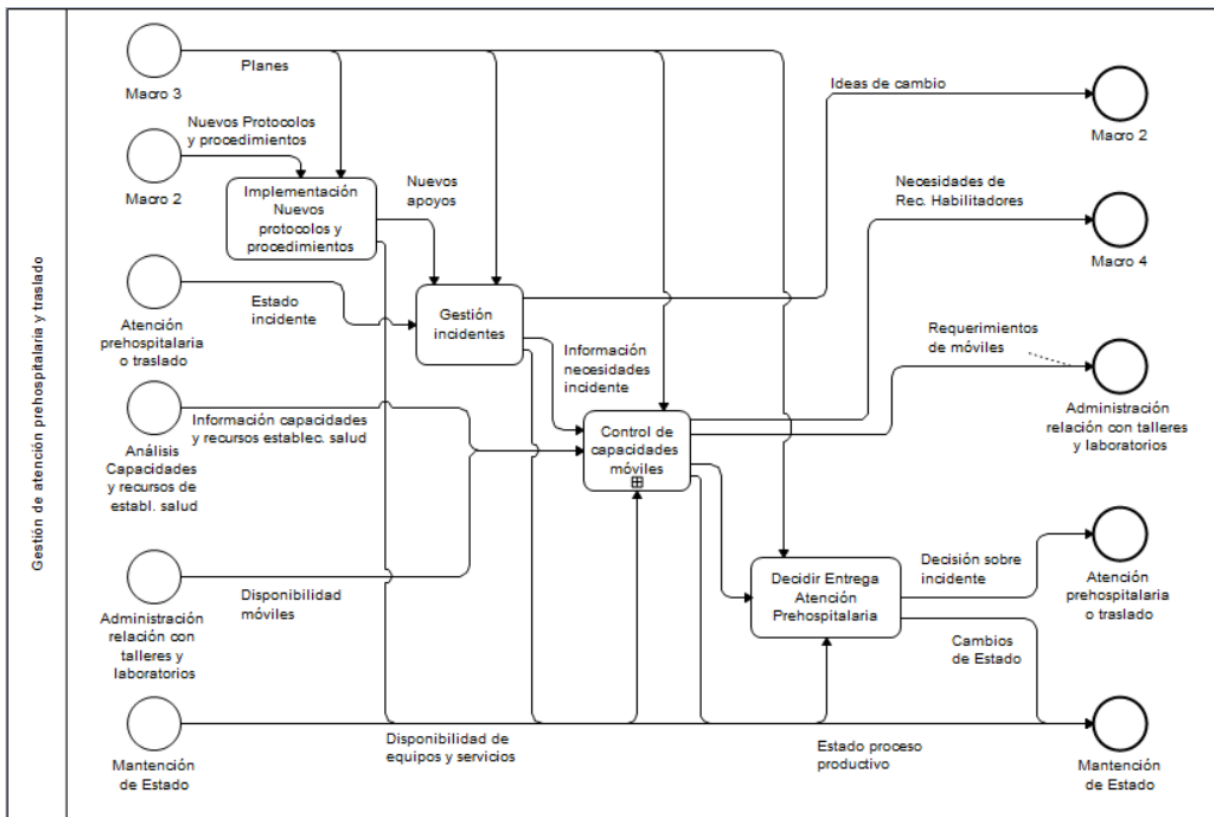 Gestión de atención prehospitalaria y traslado
Macro 3
Planes
Nuevos Protocolos
y procedimientos
Macro 2
Implementación
Nuevos
protocolos y
procedimientos
Nuevos
apoyos
Ideas de cambio
Macro 2
Necesidades de
Rec. Habilitadores
Macro 4
Estado
incidente
Atención
prehospitalaria
o traslado
Gestión
incidentes
Información
necesidades
incidente
Requerimientos
de móviles
Administración
relación con talleres
y laboratorios
Información capacidades
y recursos establec. salud
Análisis
Capacidades
y recursos de
establ. salud
Control de
capacidades
móviles
Disponibilidad
móviles
Administración
relación con
talleres y
laboratorios
Decidir Entrega
Atención
Prehospitalaria
Decisión sobre
incidente
Atención
prehospitalaria
o traslado
Cambios
de Estado
Mantención
de Estado
Disponibilidad de
equipos y servicios
Estado proceso
productivo
Mantención
de Estado